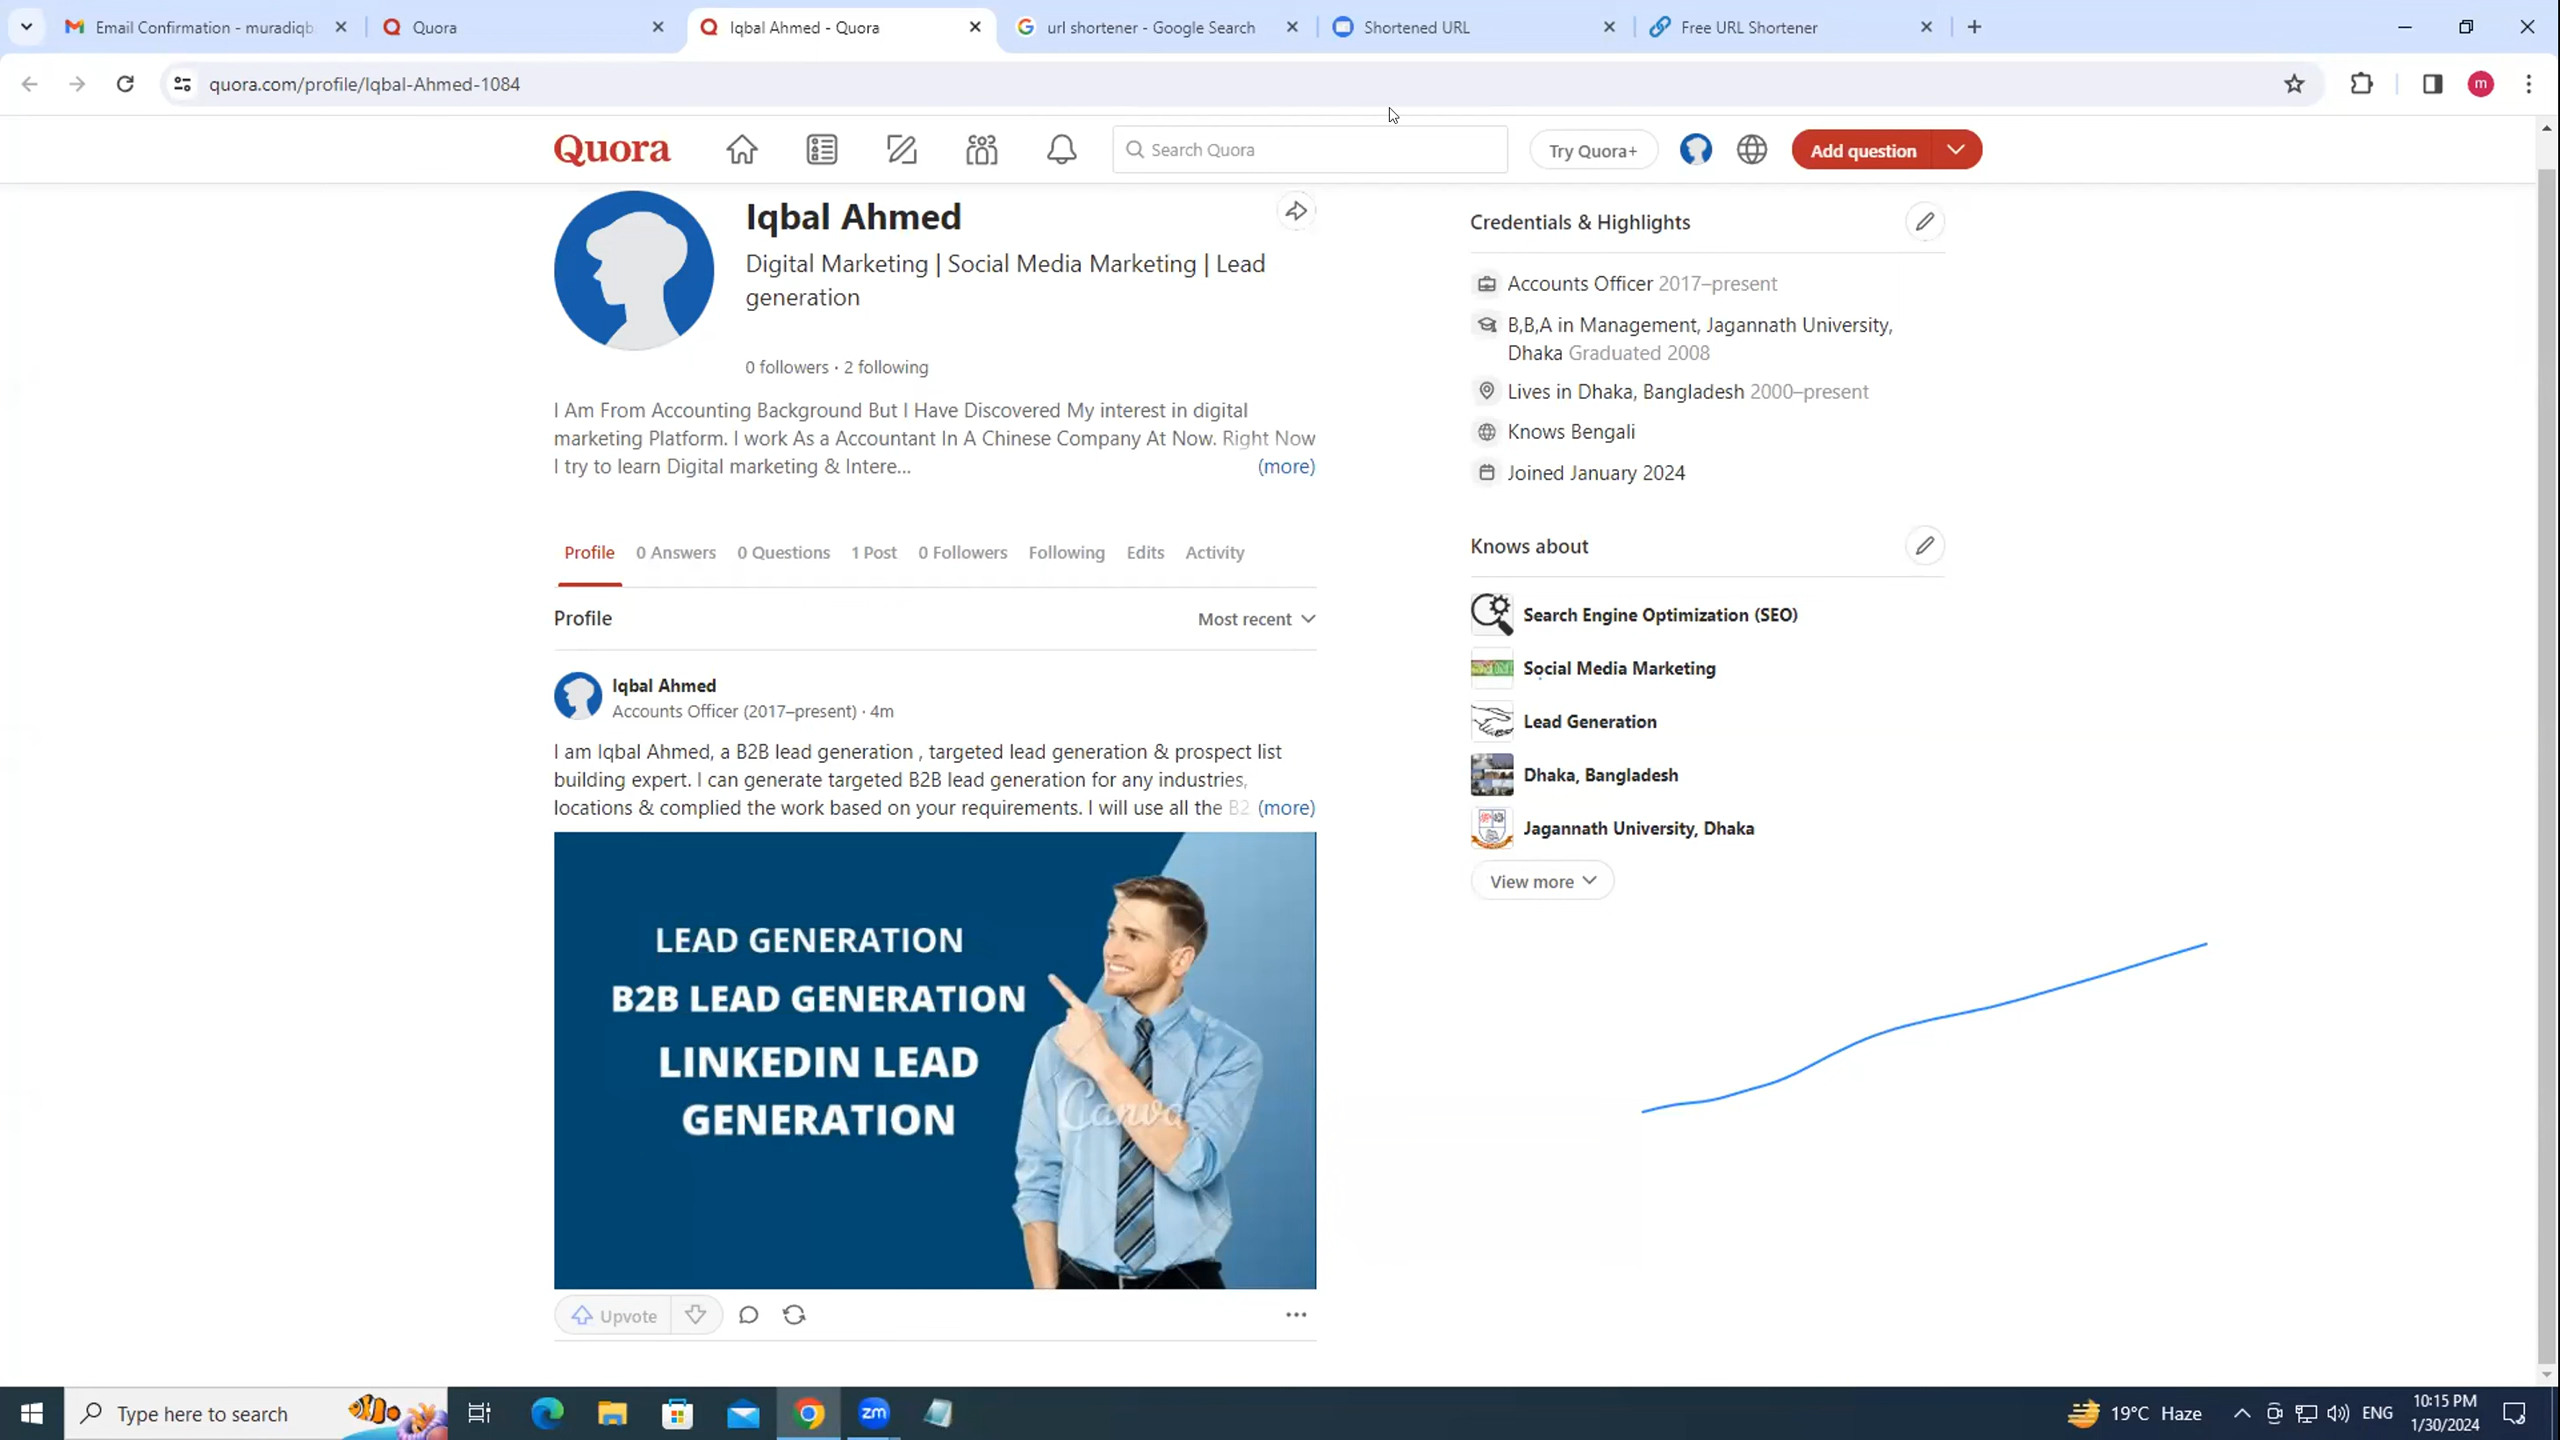 Email Confirmation - muradiqb
Quora
Iqbal Ahmed - Quora
url shortener - Google Search
Shortened URL
Free URL Shortener
quora.com/profile/Iqbal-Ahmed-1084
m
Quora
Search Quora
Try Quora+
Add question
Iqbal Ahmed
Digital Marketing | Social Media Marketing | Lead
generation
0 followers · 2 following
I Am From Accounting Background But I Have Discovered My interest in digital
marketing Platform. I work As a Accountant In A Chinese Company At Now. Right Now
I try to learn Digital marketing & Intere... (more)
Profile
0 Answers
0 Questions
1 Post
0 Followers
Following
Edits
Activity
Profile
Most recent
Iqbal Ahmed
Accounts Officer (2017–present) · 4m
I am Iqbal Ahmed, a B2B lead generation , targeted lead generation & prospect list
building expert. I can generate targeted B2B lead generation for any industries,
locations & complied the work based on your requirements. I will use all the B2 (more)
LEAD GENERATION
B2B LEAD GENERATION
LINKEDIN LEAD
GENERATION
Canva
Upvote
Credentials & Highlights
Accounts Officer 2017–present
B,B,A in Management, Jagannath University,
Dhaka Graduated 2008
Lives in Dhaka, Bangladesh 2000–present
Knows Bengali
Joined January 2024
Knows about
Search Engine Optimization (SEO)
Social Media Marketing
Lead Generation
Dhaka, Bangladesh
Jagannath University, Dhaka
View more
Type here to search
zm
19°C Haze
ENG
10:15 PM
1/30/2024